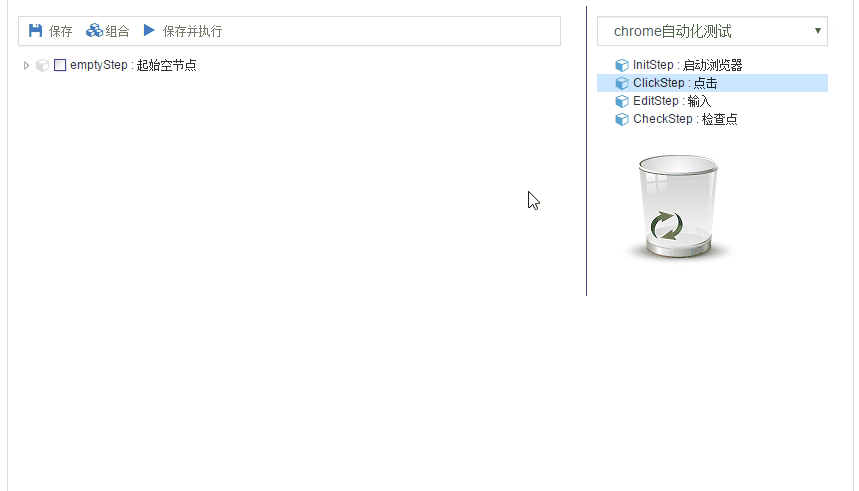 保存 组合 保存并执行
emptyStep : 起始空节点
chrome自动化测试
InitStep : 启动浏览器
ClickStep : 点击
EditStep : 输入
CheckStep : 检查点